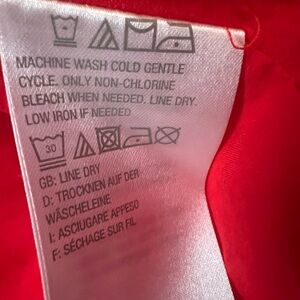 MACHINE WASH COLD GENTLE
CYCLE. ONLY NON-CHLORINE
BLEACH WHEN NEEDED. LINE DRY.
LOW IRON IF NEEDED
30
GB: LINE DRY
D: TROCKNEN AUF DER
WÄSCHELEINE
I: ASCIUGARE APPESO
F: SÉCHAGE SUR FIL